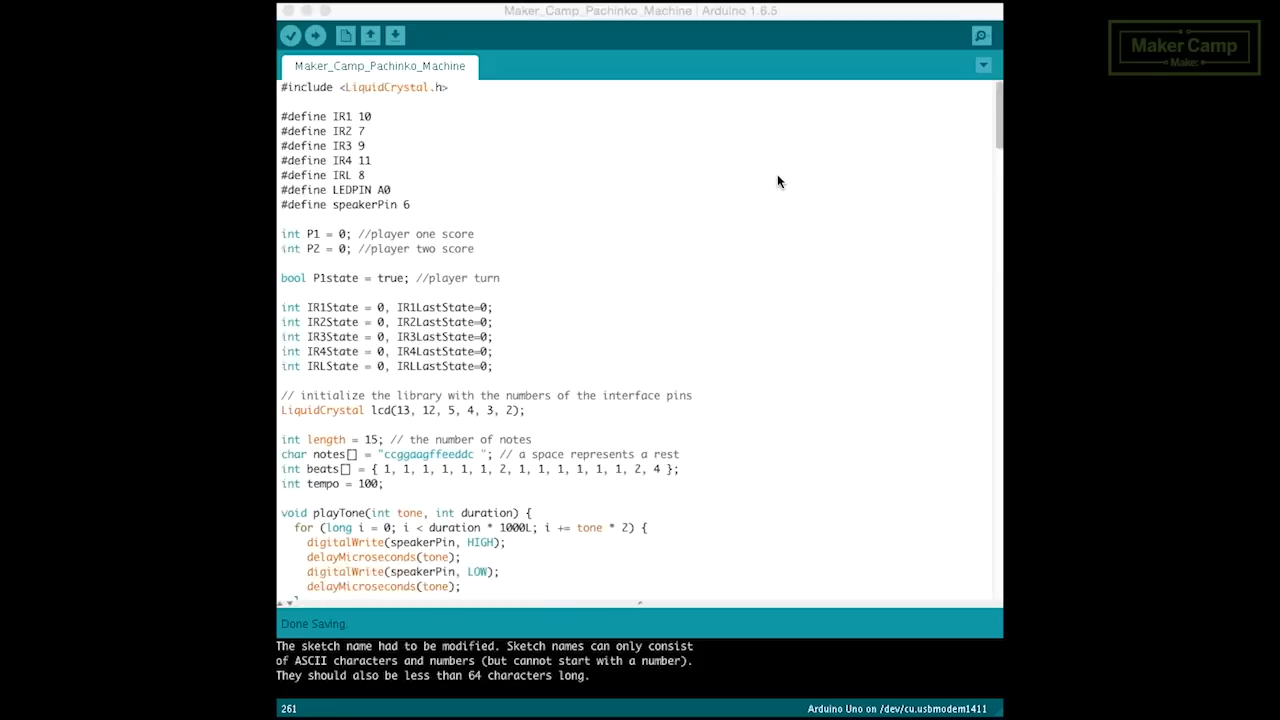 Maker_Camp_Pachinko_Machine | Arduino 1.6.5
Maker Camp
Make:
Maker_Camp_Pachinko_Machine
#include <LiquidCrystal.h>
#define IR1 10
#define IR2 7
#define IR3 9
#define IR4 11
#define IRL 8
#define LEDPIN A0
#define speakerPin 6
int P1 = 0; //player one score
int P2 = 0; //player two score
bool P1state = true; //player turn
int IR1State = 0, IR1LastState=0;
int IR2State = 0, IR2LastState=0;
int IR3State = 0, IR3LastState=0;
int IR4State = 0, IR4LastState=0;
int IRLState = 0, IRLLastState=0;
// initialize the library with the numbers of the interface pins
LiquidCrystal lcd(13, 12, 5, 4, 3, 2);
int length = 15; // the number of notes
char notes[] = "ccggaagffeeddc "; // a space represents a rest
int beats[] = { 1, 1, 1, 1, 1, 1, 2, 1, 1, 1, 1, 1, 1, 2, 4 };
int tempo = 100;
void playTone(int tone, int duration) {
for (long i = 0; i < duration * 1000L; i += tone * 2) {
digitalWrite(speakerPin, HIGH);
delayMicroseconds(tone);
digitalWrite(speakerPin, LOW);
delayMicroseconds(tone);
Done Saving.
The sketch name had to be modified. Sketch names can only consist
of ASCII characters and numbers (but cannot start with a number).
They should also be less than 64 characters long.
261
Arduino Uno on /dev/cu.usbmodem1411